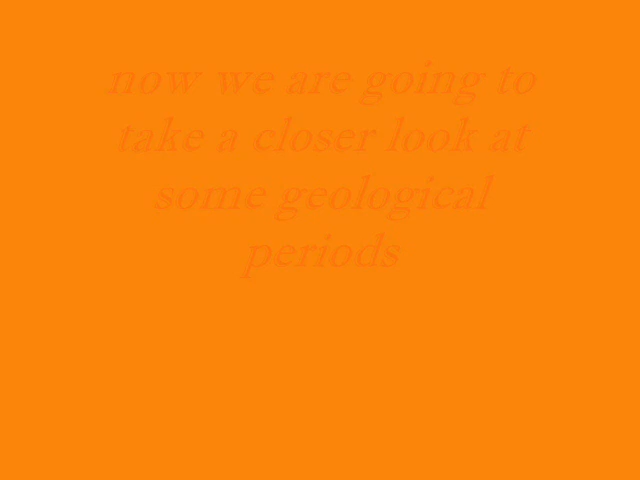 now we are going to
take a closer look at
some geological
periods